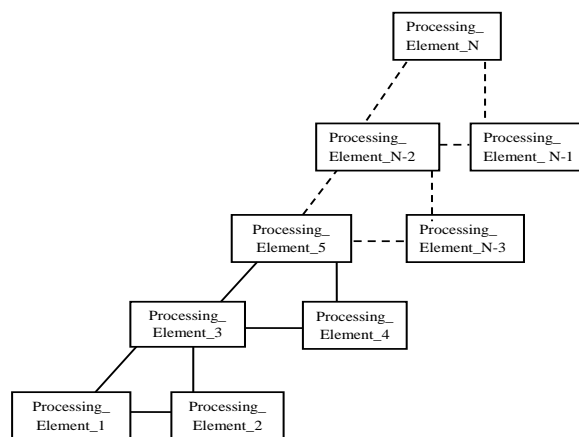 Processing_
Element_N
Processing_
Element_N-2
Processing_
Element_ N-1
Processing_
Element_5
Processing_
Element_N-3
Processing_
Element_3
Processing_
Element_4
Processing_
Element_1
Processing_
Element_2